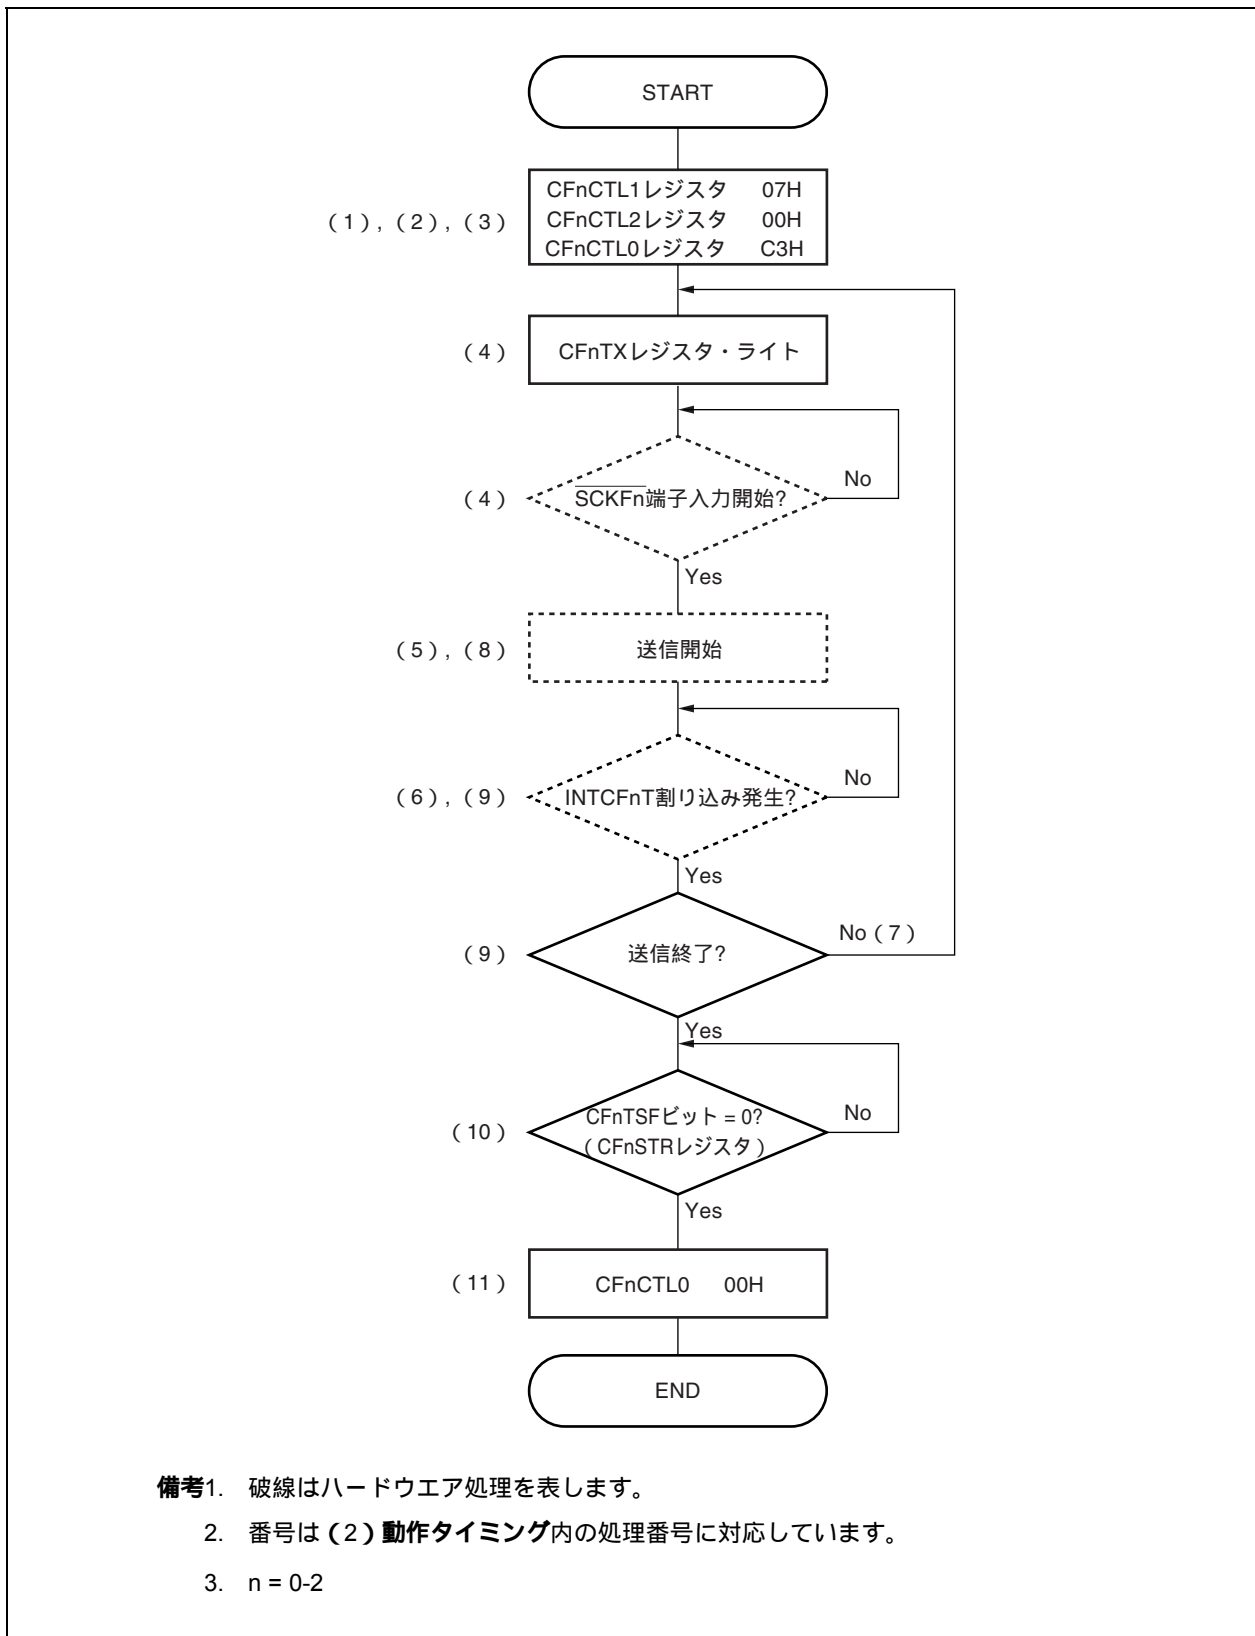 START
CFnCTL1レジスタ 07H
(1),(2),(3) CFnCTL2レジスタ 00H
CFnCTL0レジスタ C3H
(4) CFnTXレジスタ・ライト
No
(4) SCKFn端子入力開始?
Yes
(5),(8) 送信開始
No
(6),(9) INTCFnT割り込み発生?
Yes
No(7)
(9) 送信終了?
Yes
CFnTSFビット = 0? No
(10)
(CFnSTRレジスタ)
Yes
(11) CFnCTL0 00H
END
備考1. 破線はハードウエア処理を表します。
2. 番号は(2)動作タイミング内の処理番号に対応しています。
3. n = 0-2